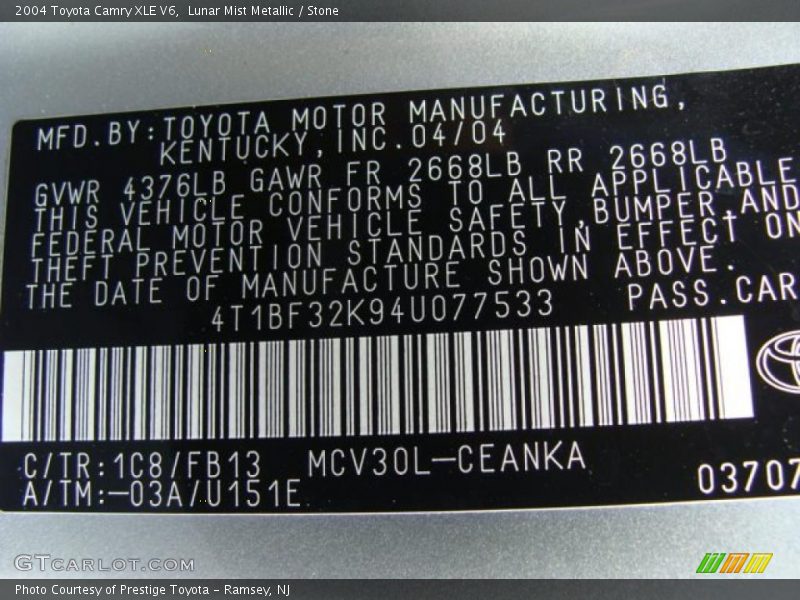 2004 Toyota Camry XLE V6,  Lunar Mist Metallic / Stone
MFD.BY:TOYOTA MOTOR MANUFACTURING,
KENTUCKY,INC.04/04
GVWR 4376LB GAWR FR 2668LB RR 2668LB
THIS VEHICLE CONFORMS TO ALL APPLICABLE
FEDERAL MOTOR VEHICLE SAFETY,BUMPER,AND
THEFT PREVENTION STANDARDS IN EFFECT ON
THE DATE OF MANUFACTURE SHOWN ABOVE.
4T1BF32K94U077533 PASS.CAR
C/TR:1C8/FB13 MCV30L-CEANKA
A/TM:-03A/U151E 03707
GTCARLOT.COM
Photo Courtesy of Prestige Toyota - Ramsey, NJ